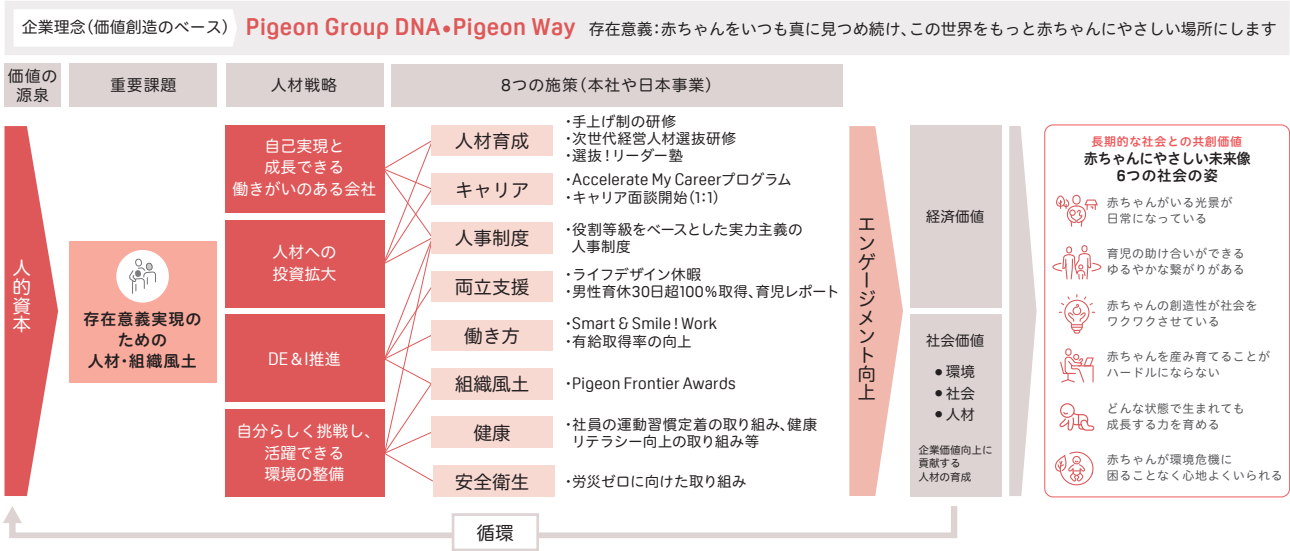 企業理念(価値創造のベース)
Pigeon Group DNA•Pigeon Way
存在意義:赤ちゃんをいつも真に見つめ続け、この世界をもっと赤ちゃんにやさしい場所にします
価値の
源泉
重要課題
人材戦略
8つの施策(本社や日本事業)
人的資本
存在意義実現の
ための
人材・組織風土
自己実現と
成長できる
働きがいのある会社
人材への
投資拡大
DE&I推進
自分らしく挑戦し、
活躍できる
環境の整備
人材育成
・手上げ制の研修
・次世代経営人材選抜研修
・選抜!リーダー塾
キャリア
・Accelerate My Careerプログラム
・キャリア面談開始(1:1)
人事制度
・役割等級をベースとした実力主義の
人事制度
両立支援
・ライフデザイン休暇
・男性育休30日超100%取得、育児レポート
働き方
・Smart & Smile! Work
・有給取得率の向上
組織風土
・Pigeon Frontier Awards
健康
・社員の運動習慣定着の取り組み、健康
リテラシー向上の取り組み等
安全衛生
・労災ゼロに向けた取り組み
エンゲージメント向上
経済価値
社会価値
● 環境
● 社会
● 人材
企業価値向上に
貢献する
人材の育成
長期的な社会との共創価値
赤ちゃんにやさしい未来像
6つの社会の姿
赤ちゃんがいる光景が
日常になっている
育児の助け合いができる
ゆるやかな繋がりがある
赤ちゃんの創造性が社会を
ワクワクさせている
赤ちゃんを産み育てることが
ハードルにならない
どんな状態で生まれても
成長する力を育める
赤ちゃんが環境危機に
困ることなく心地よくいられる
循環